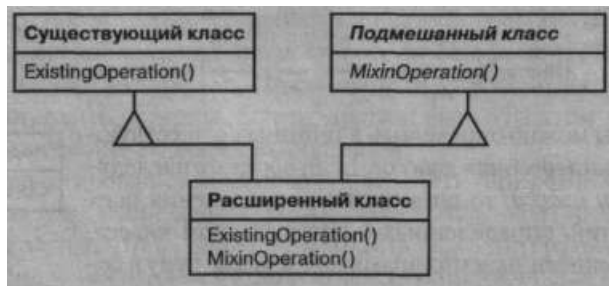 Существующий класс
ExistingOperation()
Подмешанный класс
MixinOperation()
Расширенный класс
ExistingOperation()
MixinOperation()